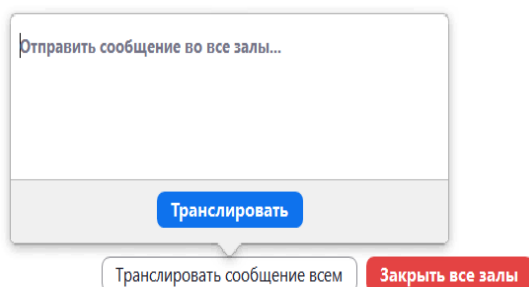 Отправить сообщение во все залы...
Транслировать
Транслировать сообщение всем
Закрыть все залы